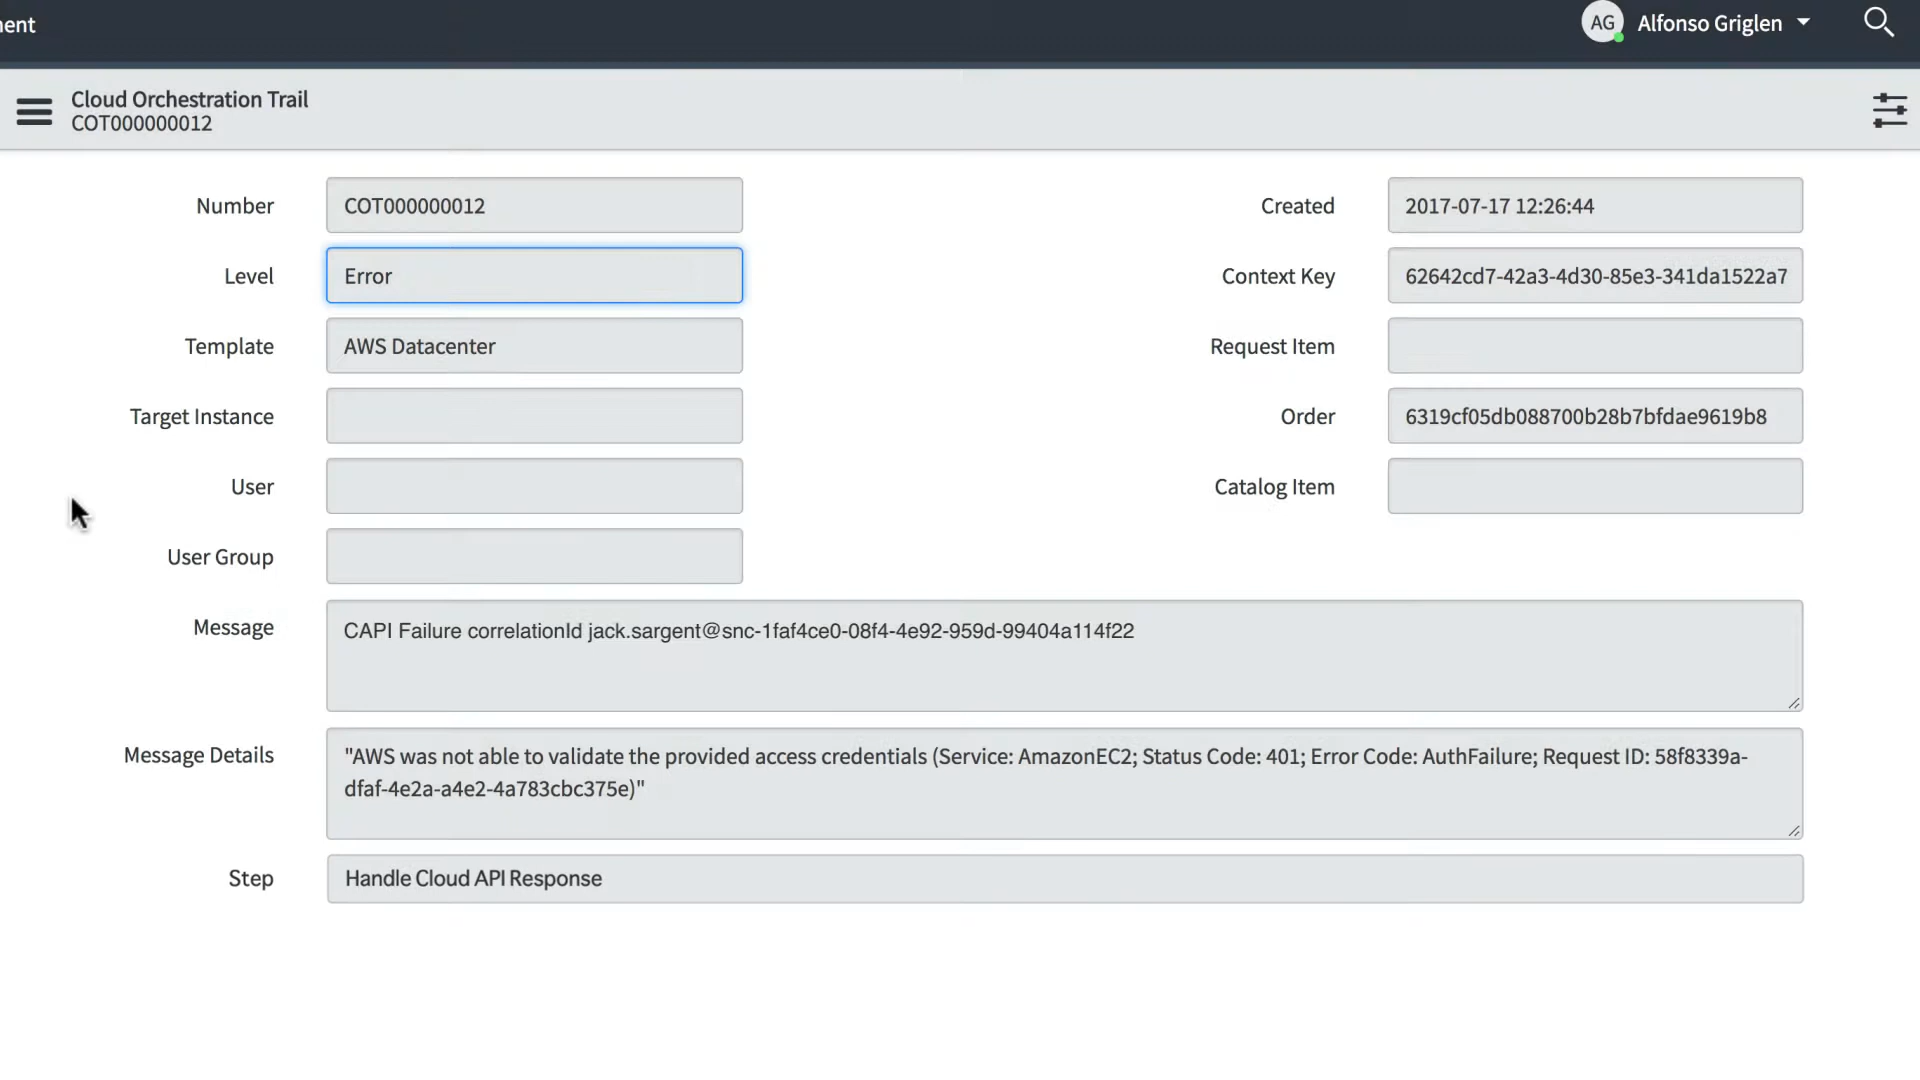 AG Alfonso Griglen
Cloud Orchestration Trail
COT000000012
Number COT000000012
Created 2017-07-17 12:26:44
Level Error
Context Key 62642cd7-42a3-4d30-85e3-341da1522a7
Template AWS Datacenter
Request Item
Target Instance
Order 6319cf05db088700b28b7bfdae9619b8
User
Catalog Item
User Group
Message CAPI Failure correlationId jack.sargent@snc-1faf4ce0-08f4-4e92-959d-99404a114f22
Message Details "AWS was not able to validate the provided access credentials (Service: AmazonEC2; Status Code: 401; Error Code: AuthFailure; Request ID: 58f8339a-
dfaf-4e2a-a4e2-4a783cbc375e)"
Step Handle Cloud API Response